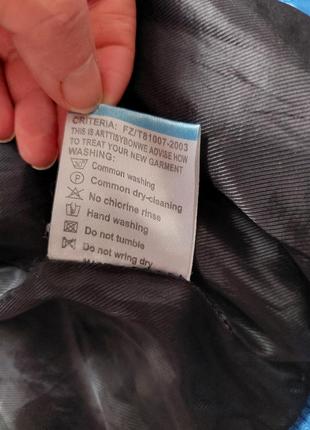 CRITERIA: FZ/T81007-2003
THIS IS ARTTISYBONWE ADVISE HOW
TO TREAT YOUR NEW GARMENT
WASHING:
Common washing
P Common dry-cleaning
No chlorine rinse
Hand washing
Do not tumble
Do not wring dry